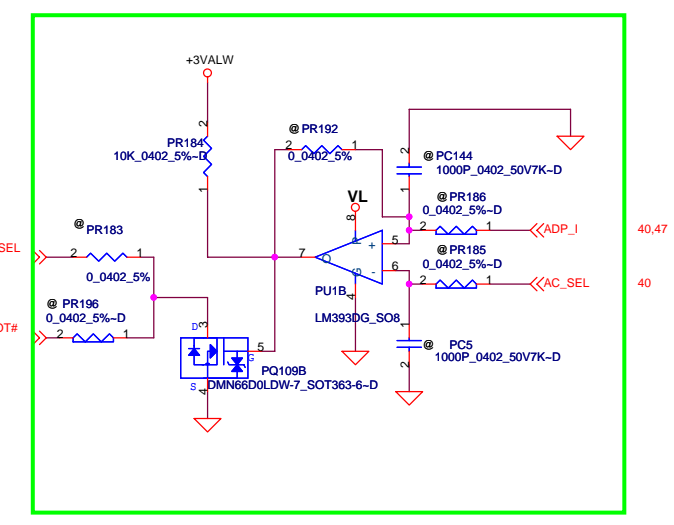 +3VALW
2
PR184
10K_0402_5%~D
1
@ PR192
2
1
0_0402_5%
2
@ PC144
1000P_0402_50V7K~D
1
@ PR186
0_0402_5%~D
2
1
ADP_I
40,47
VL
8
P
+
5
7
O
6
-
G
4
@ PR185
0_0402_5%~D
2
1
AC_SEL
40
PU1B
LM393DG_SO8
1
@ PC5
1000P_0402_50V7K~D
2
@ PR183
SEL
2
1
0_0402_5%
@ PR196
0_0402_5%~D
OT#
2
1
D
3
5
G
PQ109B
DMN66D0LDW-7_SOT363-6~D
S
4